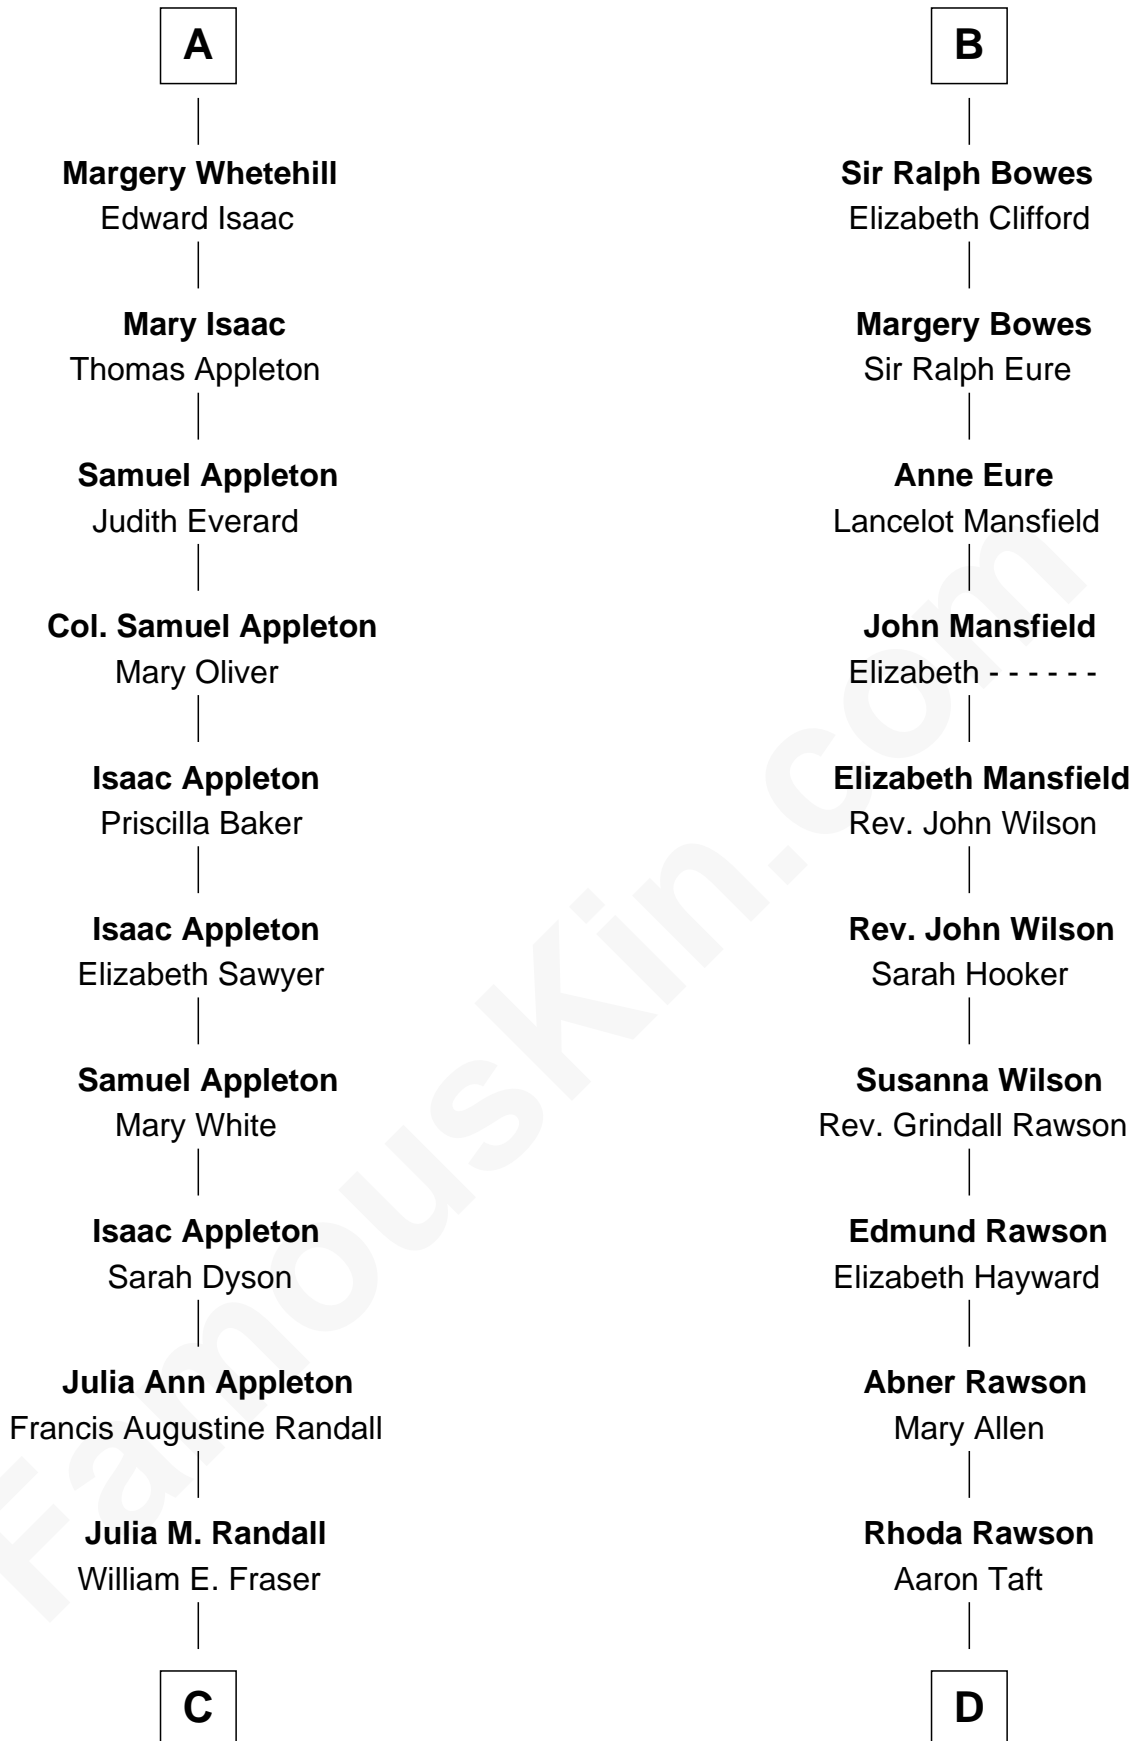 A
Margery Whetehill
Edward Isaac
Mary Isaac
Thomas Appleton
Samuel Appleton
Judith Everard
Col. Samuel Appleton
Mary Oliver
Isaac Appleton
Priscilla Baker
Isaac Appleton
Elizabeth Sawyer
Samuel Appleton
Mary White
Isaac Appleton
Sarah Dyson
Julia Ann Appleton
Francis Augustine Randall
Julia M. Randall
William E. Fraser
C
B
Sir Ralph Bowes
Elizabeth Clifford
Margery Bowes
Sir Ralph Eure
Anne Eure
Lancelot Mansfield
John Mansfield
Elizabeth - - - - - -
Elizabeth Mansfield
Rev. John Wilson
Rev. John Wilson
Sarah Hooker
Susanna Wilson
Rev. Grindall Rawson
Edmund Rawson
Elizabeth Hayward
Abner Rawson
Mary Allen
Rhoda Rawson
Aaron Taft
D
FamousKin.com